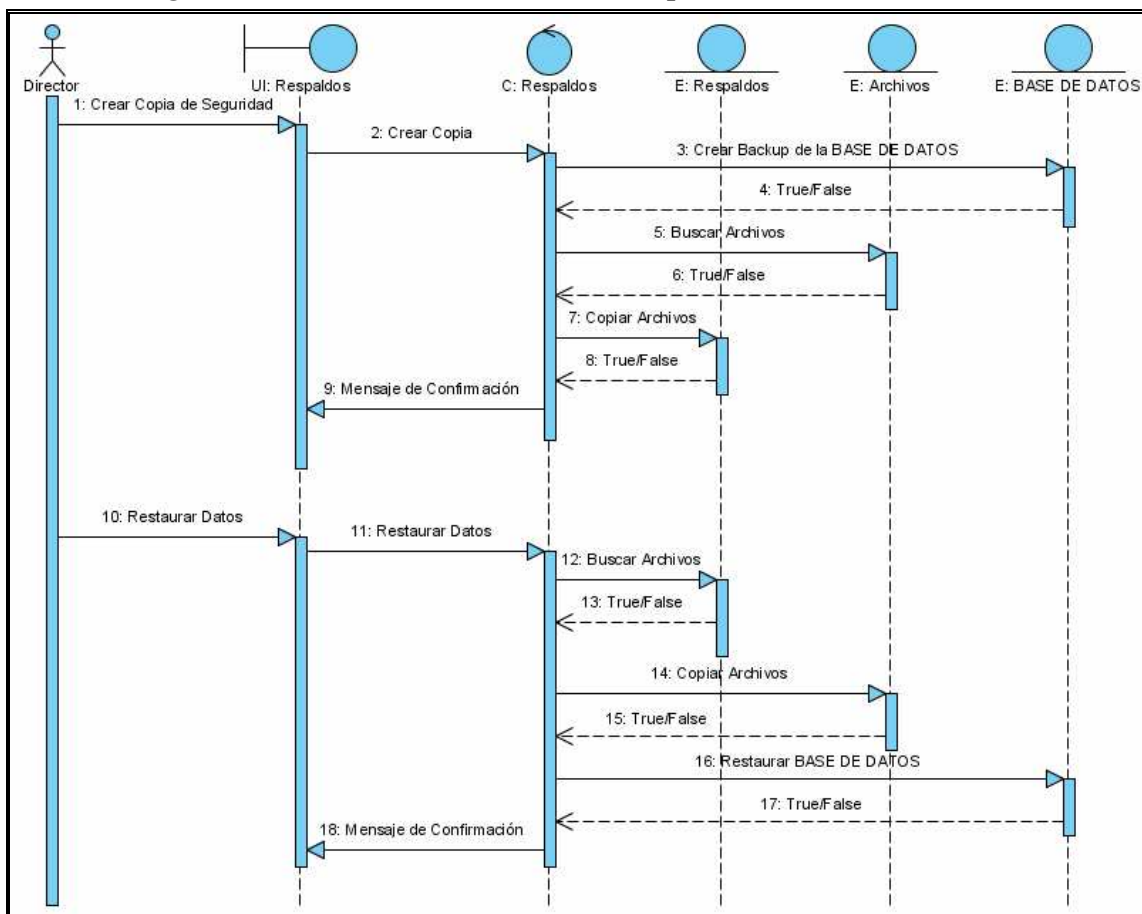 Director
UI: Respaldos
C: Respaldos
E: Respaldos
E: Archivos
E: BASE DE DATOS
1: Crear Copia de Seguridad
2: Crear Copia
3: Crear Backup de la BASE DE DATOS
4: True/False
5: Buscar Archivos
6: True/False
7: Copiar Archivos
8: True/False
9: Mensaje de Confirmación
10: Restaurar Datos
11: Restaurar Datos
12: Buscar Archivos
13: True/False
14: Copiar Archivos
15: True/False
16: Restaurar BASE DE DATOS
17: True/False
18: Mensaje de Confirmación